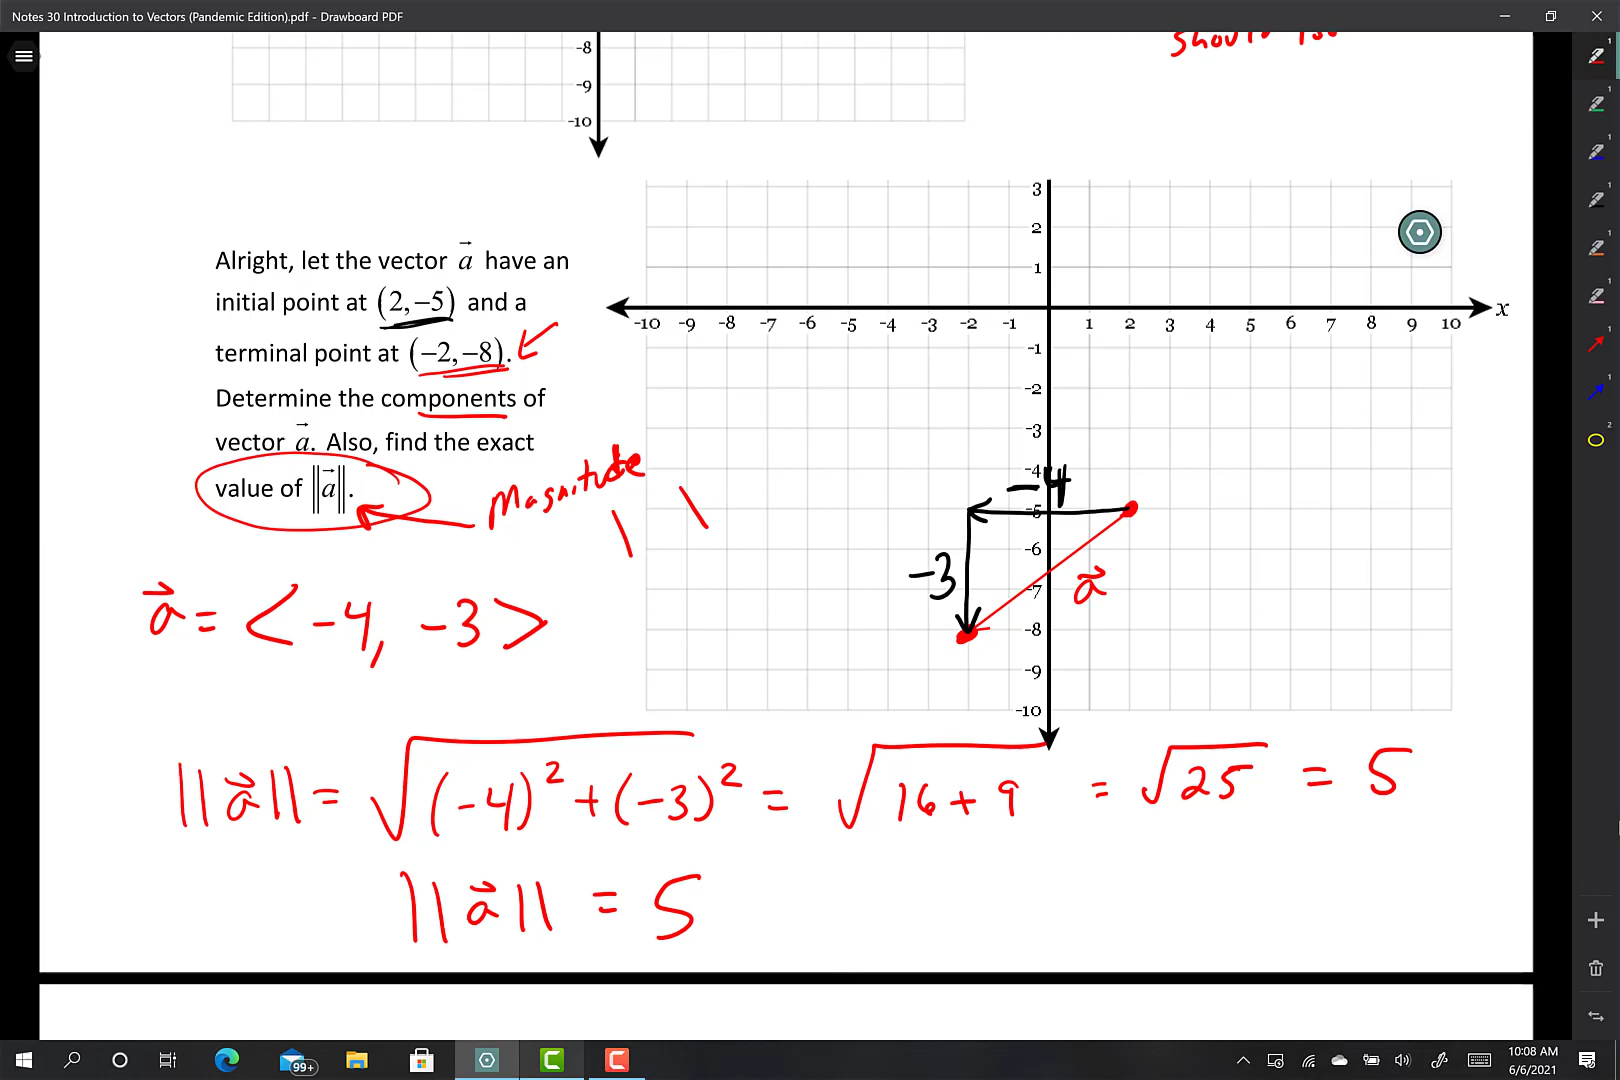 Notes 30 Introduction to Vectors (Pandemic Edition).pdf - Drawboard PDF
-8
-9
-10
3
2
1
-10 -9 -8 -7 -6 -5 -4 -3 -2 -1 1 2 3 4 5 6 7 8 9 10 x
-1
-2
-3
-4
-5
-6
-7
-8
-9
-10
Alright, let the vector a⃗ have an
initial point at (2,−5) and a
terminal point at (−2,−8).
Determine the components of
vector a⃗. Also, find the exact
value of ‖a⃗‖.
Magnitude
-4
-3
a⃗
a⃗ = < -4, -3 >
||a⃗|| = √((-4)² + (-3)²) = √(16 + 9) = √25 = 5
||a⃗|| = 5
99+
10:08 AM
6/6/2021